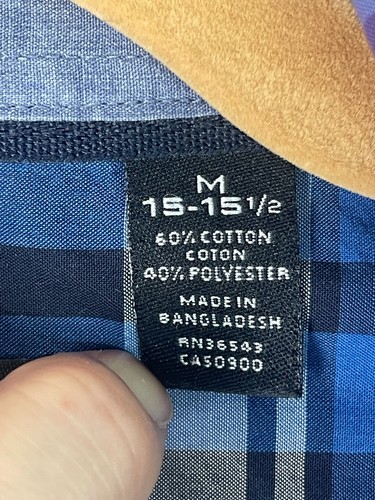 M
15-15 1/2
60% COTTON
COTON
40% POLYESTER
MADE IN
BANGLADESH
RN36543
CA50900